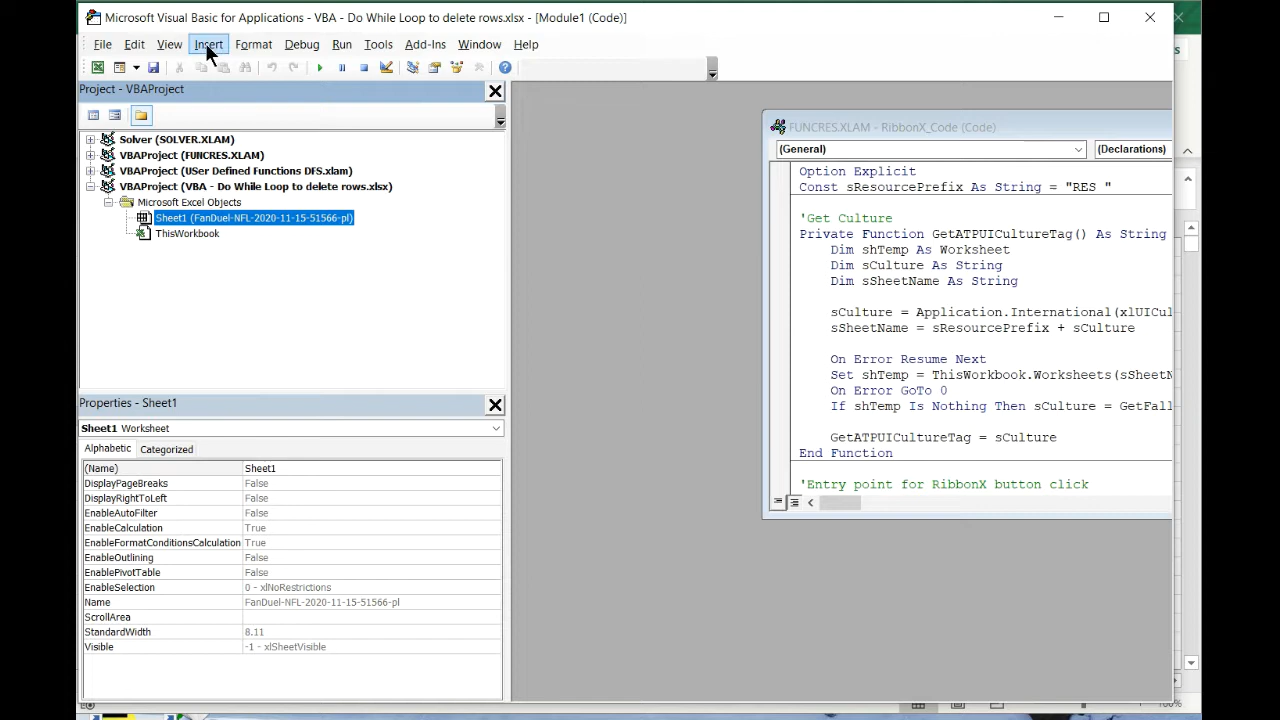 Microsoft Visual Basic for Applications - VBA - Do While Loop to delete rows.xlsx - [Module1 (Code)]
File Edit View Insert Format Debug Run Tools Add-Ins Window Help
Project - VBAProject
Solver (SOLVER.XLAM)
VBAProject (FUNCRES.XLAM)
VBAProject (USer Defined Functions DFS.xlam)
VBAProject (VBA - Do While Loop to delete rows.xlsx)
Microsoft Excel Objects
Sheet1 (FanDuel-NFL-2020-11-15-51566-pl)
ThisWorkbook
Properties - Sheet1
Sheet1 Worksheet
Alphabetic Categorized
(Name) Sheet1
DisplayPageBreaks False
DisplayRightToLeft False
EnableAutoFilter False
EnableCalculation True
EnableFormatConditionsCalculation True
EnableOutlining False
EnablePivotTable False
EnableSelection 0 - xlNoRestrictions
Name FanDuel-NFL-2020-11-15-51566-pl
ScrollArea
StandardWidth 8.11
Visible -1 - xlSheetVisible
FUNCRES.XLAM - RibbonX_Code (Code)
(General) (Declarations)
Option Explicit
Const sResourcePrefix As String = "RES_"
'Get Culture
Private Function GetATPUICultureTag() As String
Dim shTemp As Worksheet
Dim sCulture As String
Dim sSheetName As String
sCulture = Application.International(xlUICul
sSheetName = sResourcePrefix + sCulture
On Error Resume Next
Set shTemp = ThisWorkbook.Worksheets(sSheetN
On Error GoTo 0
If shTemp Is Nothing Then sCulture = GetFall
GetATPUICultureTag = sCulture
End Function
'Entry point for RibbonX button click